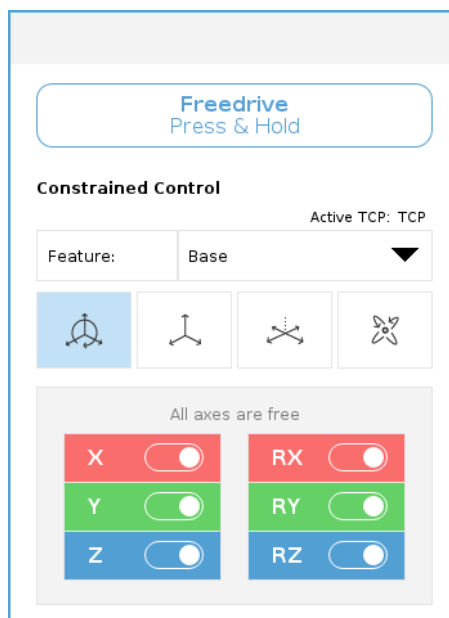 Freedrive
Press & Hold
Constrained Control
Active TCP: TCP
Feature: Base
All axes are free
X RX
Y RY
Z RZ